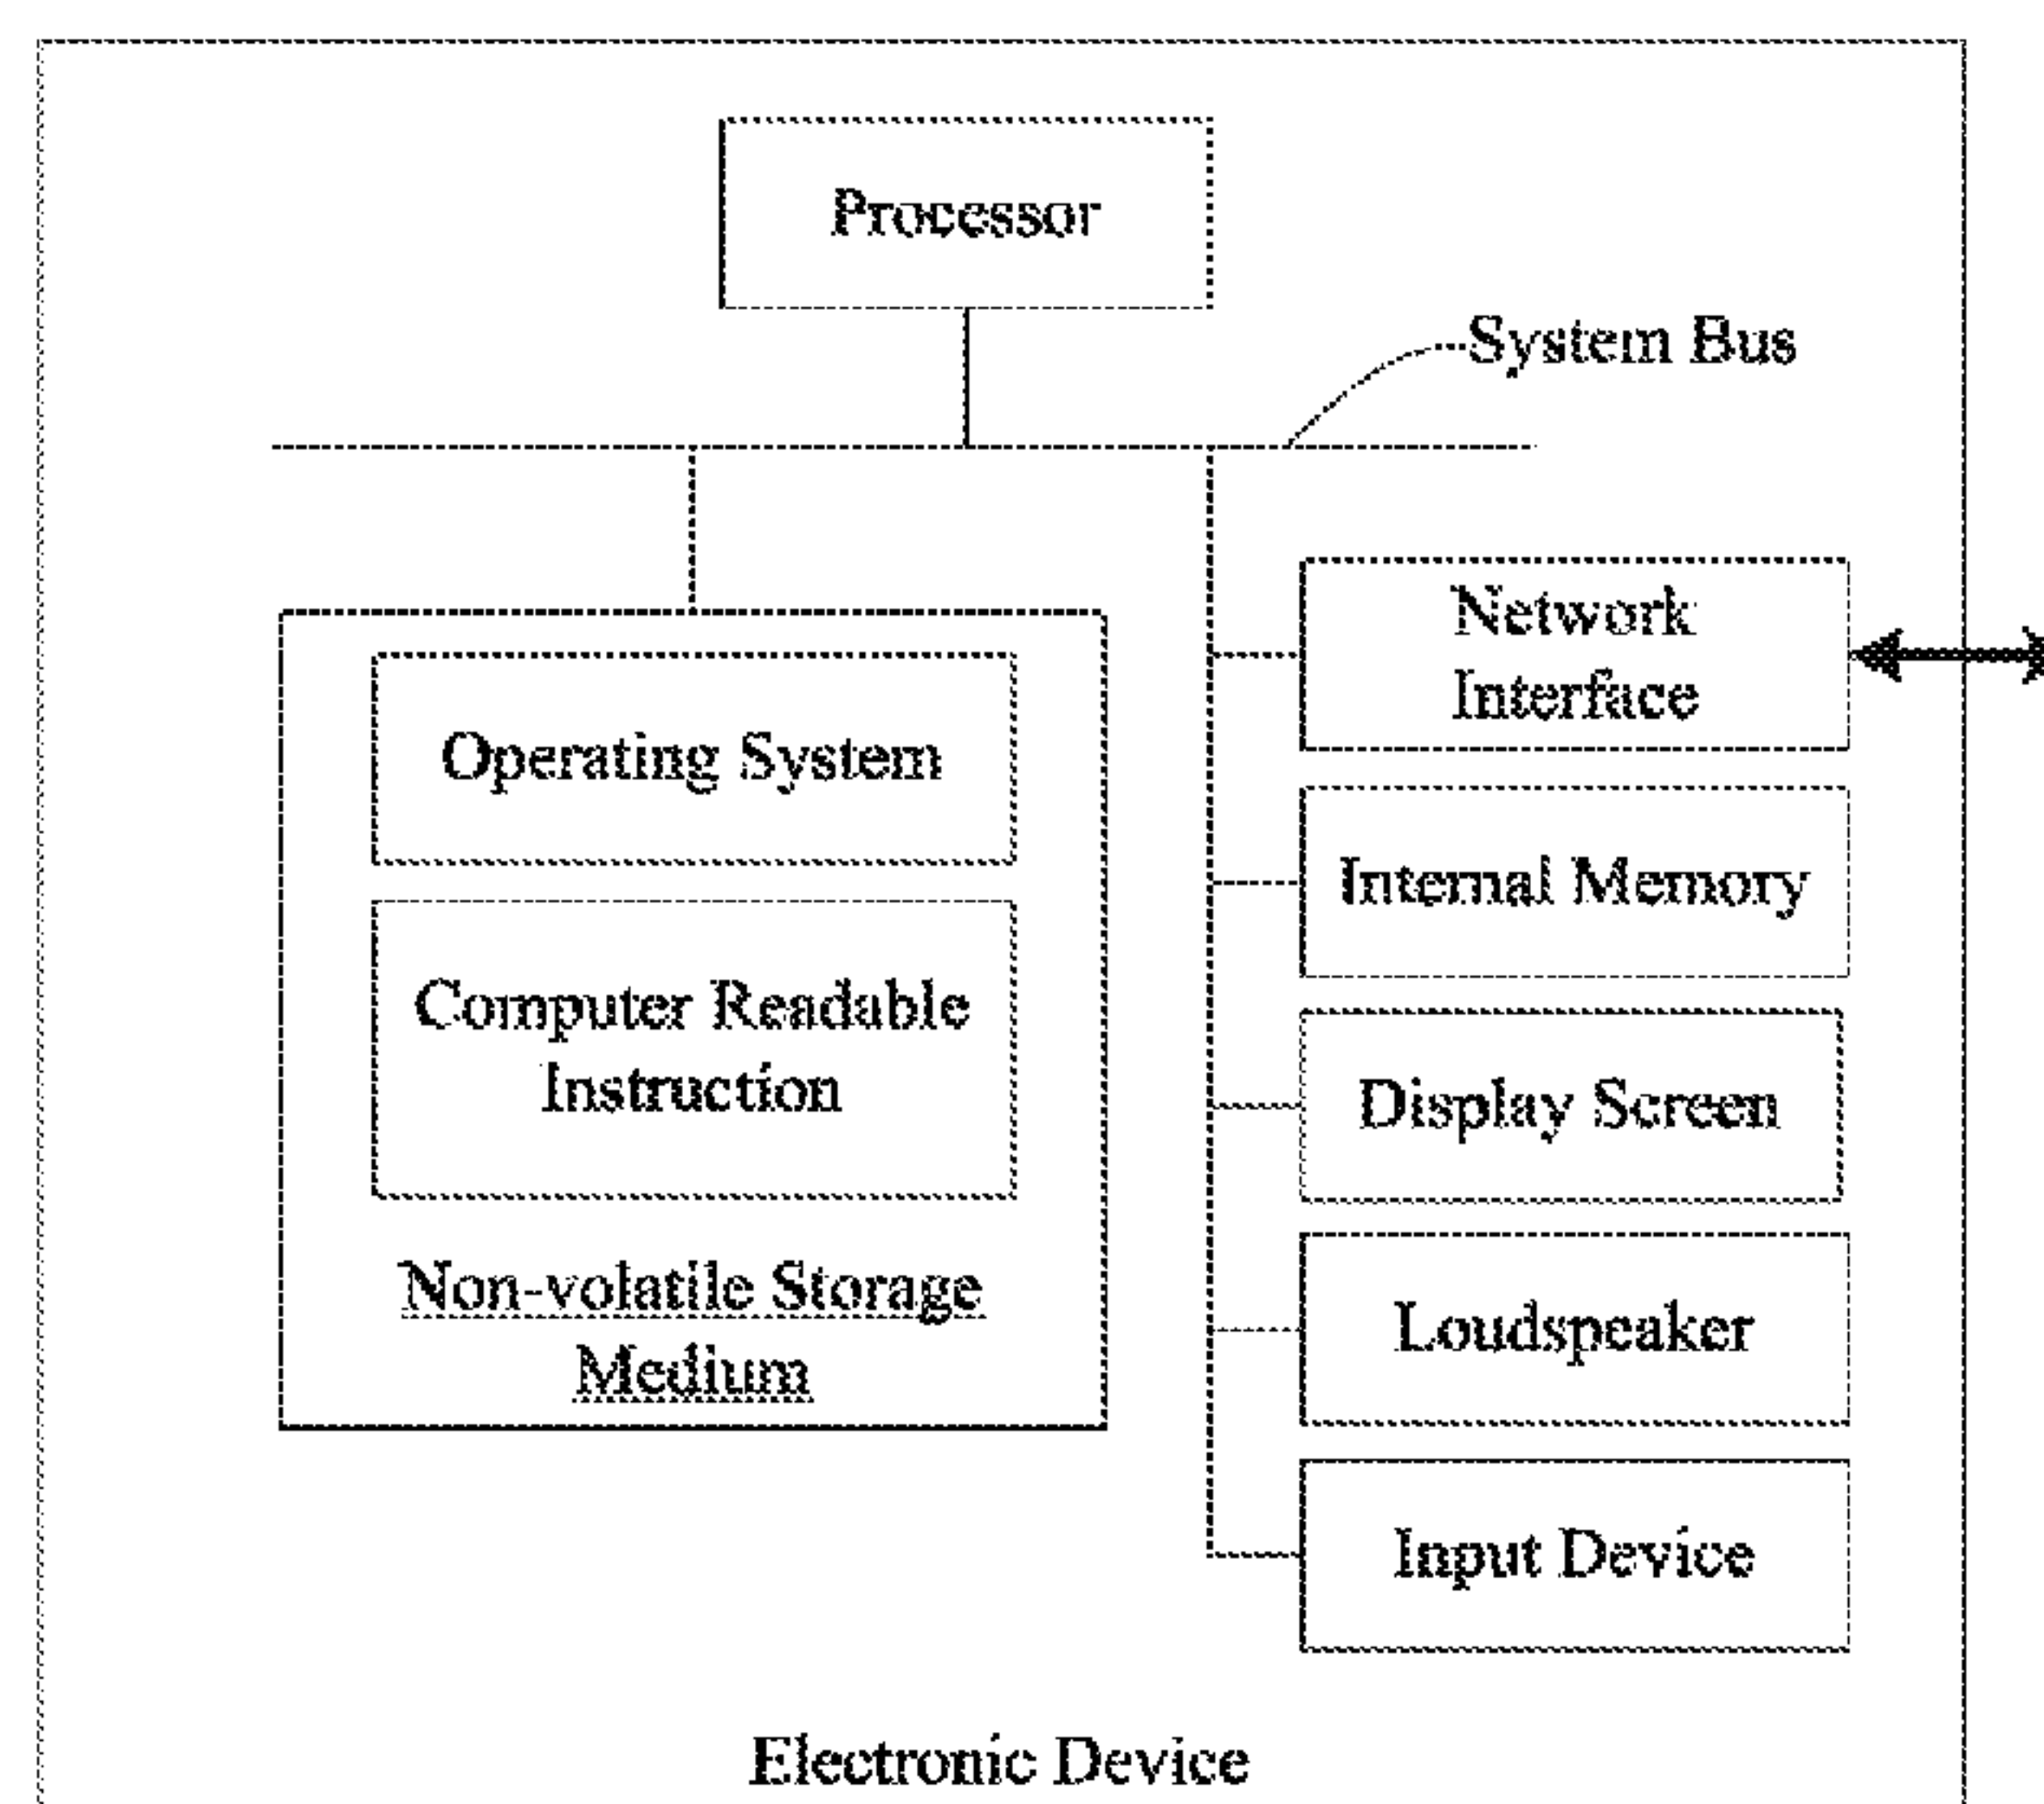 Processor
System Bus
Operating System
Computer Readable
Instruction
Non-volatile Storage
Medium
Network
Interface
Internal Memory
Display Screen
Loudspeaker
Input Device
Electronic Device